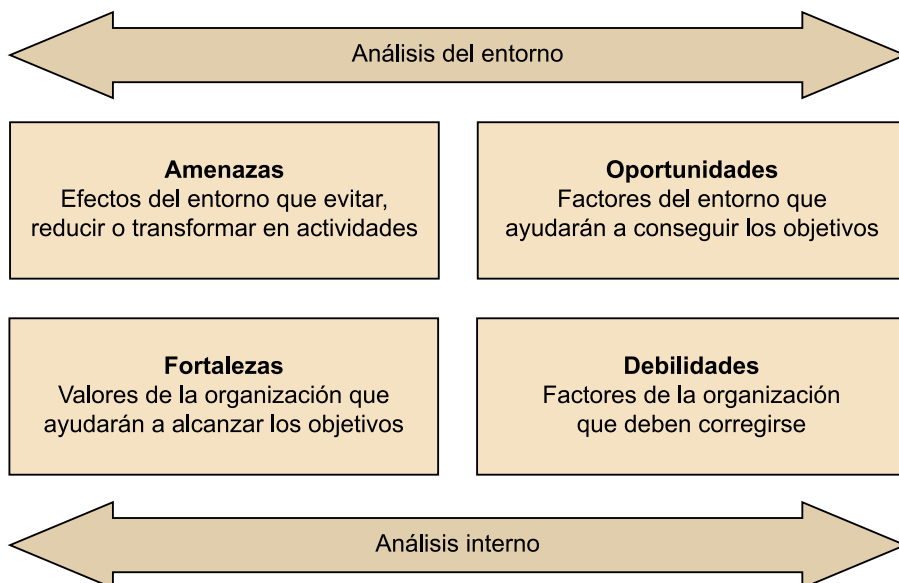 Análisis del entorno
Amenazas
Efectos del entorno que evitar,
reducir o transformar en actividades
Oportunidades
Factores del entorno que
ayudarán a conseguir los objetivos
Fortalezas
Valores de la organización que
ayudarán a alcanzar los objetivos
Debilidades
Factores de la organización
que deben corregirse
Análisis interno